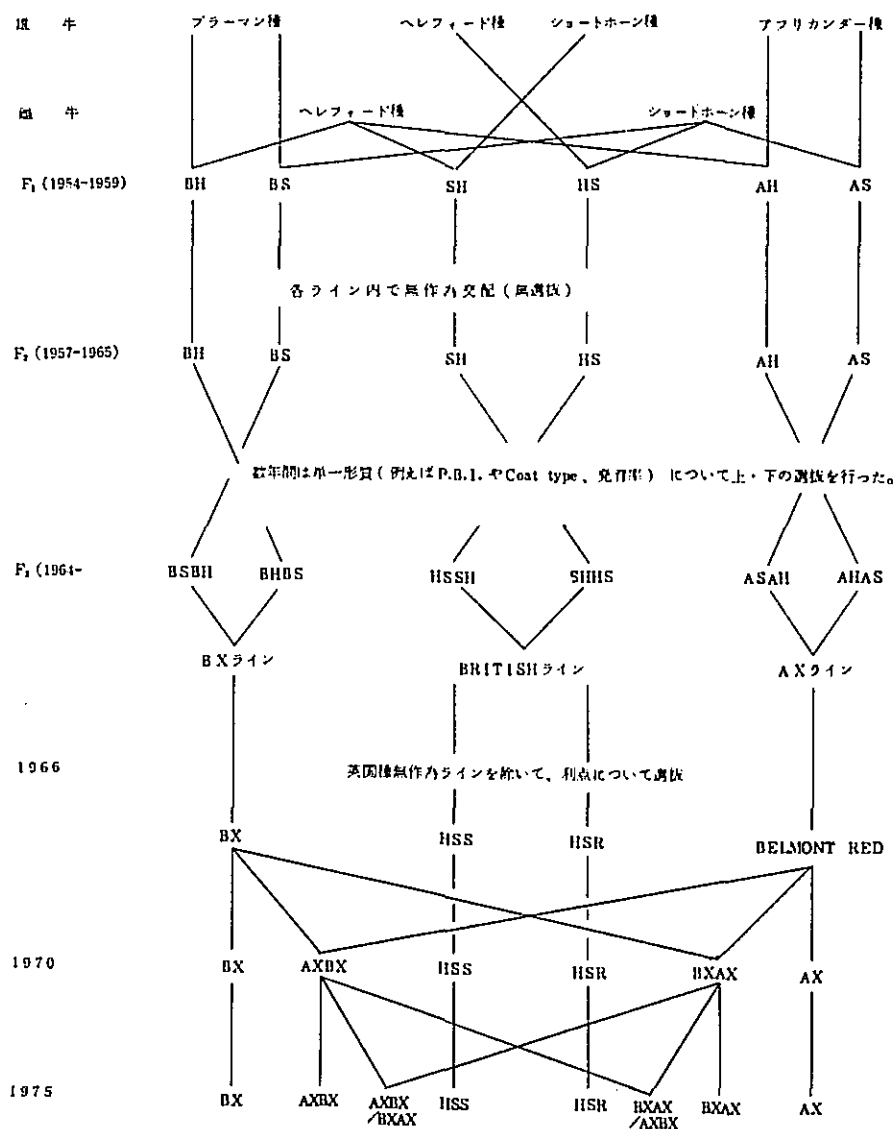 牛 ブラーマン種 ヘレフォード種 ショートホーン種 アフリカンダー種
牛 ヘレフォード種 ショートホーン種
F₁ (1954-1959) BH BS SH HS AH AS
各ライン内で無作為交配(無選抜)
F₂ (1957-1965) BH BS SH HS AH AS
数年間は単一形質(例えばP.B.I.やCoat type、発育率)について上・下の選抜を行った。
F₃ (1964- BSBH BHBS HSSH SHHS ASAH AHAS
BXライン BRITISHライン AXライン
1966 英国種無作為ラインを除いて、利点について選抜
BX HSS HSR BELMONT RED
1970 BX AXBX HSS HSR BXAX AX
1975 BX AXBX AXBX HSS HSR BXAX BXAX AX
/BXAX /AXBX